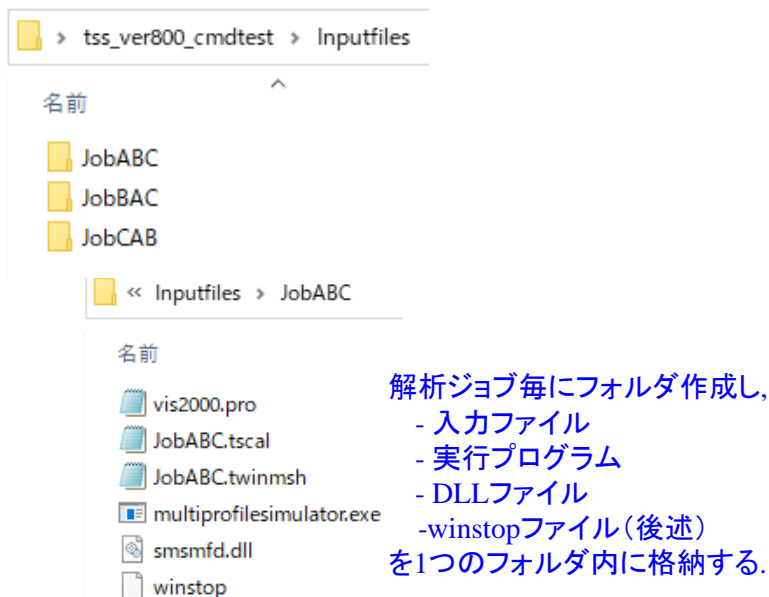 > tss_ver800_cmdtest > Inputfiles
名前
JobABC
JobBAC
JobCAB
« Inputfiles > JobABC
名前
vis2000.pro
JobABC.tscal
JobABC.twinmsh
multiprofilesimulator.exe
smsmfd.dll
winstop
解析ジョブ毎にフォルダ作成し,
- 入力ファイル
- 実行プログラム
- DLLファイル
-winstopファイル(後述)
を1つのフォルダ内に格納する.